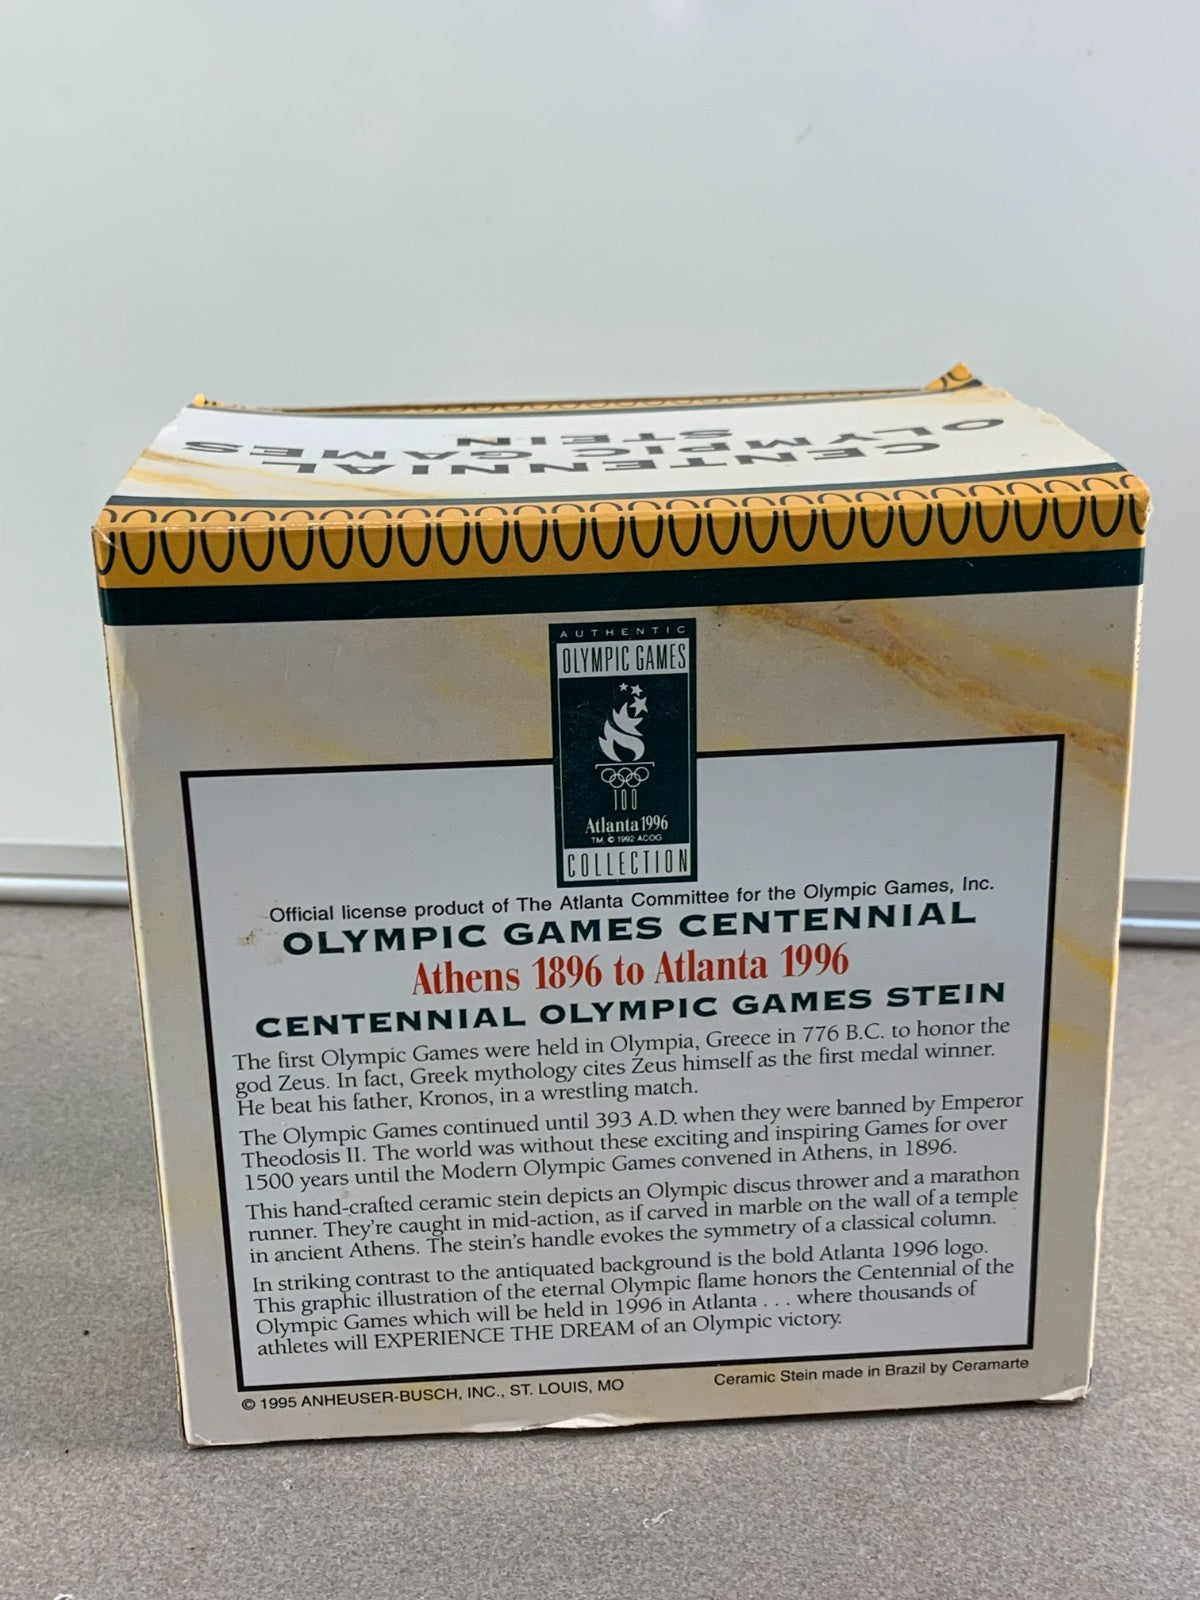 CENTENNIAL
OLYMPIC GAMES
STEIN
AUTHENTIC
OLYMPIC GAMES
100
Atlanta 1996
TM, © 1992 ACOG
COLLECTION
Official license product of The Atlanta Committee for the Olympic Games, Inc.
OLYMPIC GAMES CENTENNIAL
Athens 1896 to Atlanta 1996
CENTENNIAL OLYMPIC GAMES STEIN
The first Olympic Games were held in Olympia, Greece in 776 B.C. to honor the
god Zeus. In fact, Greek mythology cites Zeus himself as the first medal winner.
He beat his father, Kronos, in a wrestling match.
The Olympic Games continued until 393 A.D. when they were banned by Emperor
Theodosis II. The world was without these exciting and inspiring Games for over
1500 years until the Modern Olympic Games convened in Athens, in 1896.
This hand-crafted ceramic stein depicts an Olympic discus thrower and a marathon
runner. They're caught in mid-action, as if carved in marble on the wall of a temple
in ancient Athens. The stein's handle evokes the symmetry of a classical column.
In striking contrast to the antiquated background is the bold Atlanta 1996 logo.
This graphic illustration of the eternal Olympic flame honors the Centennial of the
Olympic Games which will be held in 1996 in Atlanta . . . where thousands of
athletes will EXPERIENCE THE DREAM of an Olympic victory.
© 1995 ANHEUSER-BUSCH, INC., ST. LOUIS, MO
Ceramic Stein made in Brazil by Ceramarte